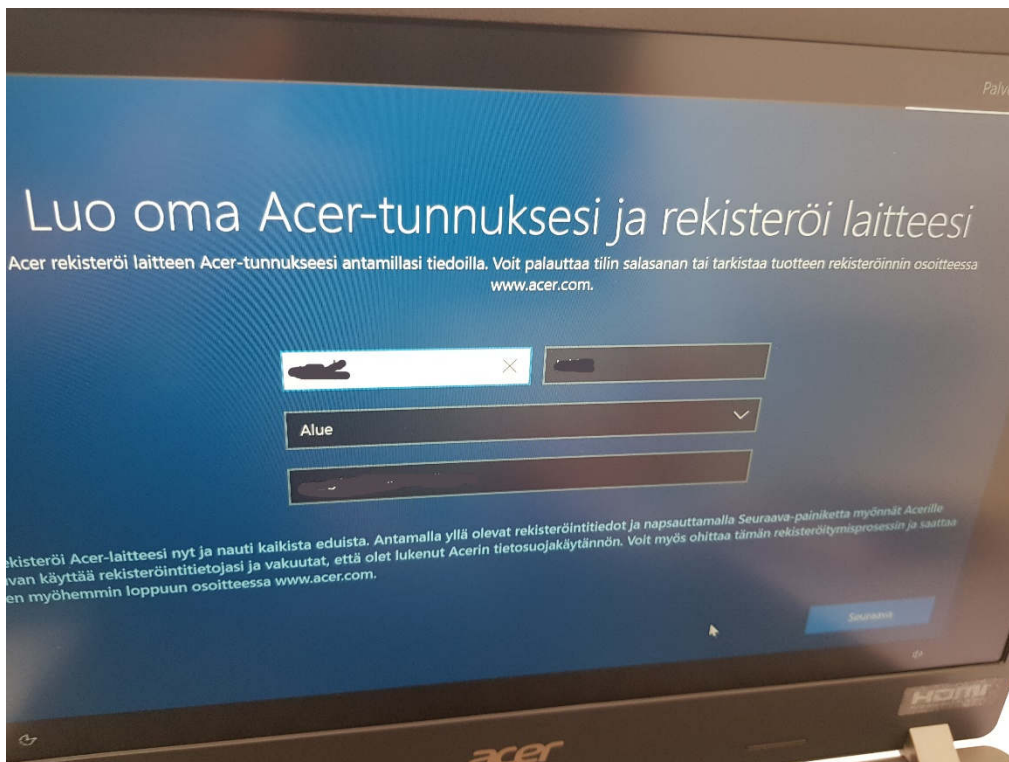 Luo oma Acer-tunnuksesi ja rekisteröi laitteesi
Acer rekisteröi laitteen Acer-tunnukseesi antamillasi tiedoilla. Voit palauttaa tilin salasanan tai tarkistaa tuotteen rekisteröinnin osoitteessa
www.acer.com.
Alue
ekisteröi Acer-laitteesi nyt ja nauti kaikista eduista. Antamalla yllä olevat rekisteröintitiedot ja napsauttamalla Seuraava-painiketta myönnät Acerille
uvan käyttää rekisteröintitietojasi ja vakuutat, että olet lukenut Acerin tietosuojakäytännön. Voit myös ohittaa tämän rekisteröitymisprosessin ja saattaa
en myöhemmin loppuun osoitteessa www.acer.com.
Seuraava
HDMI
acer